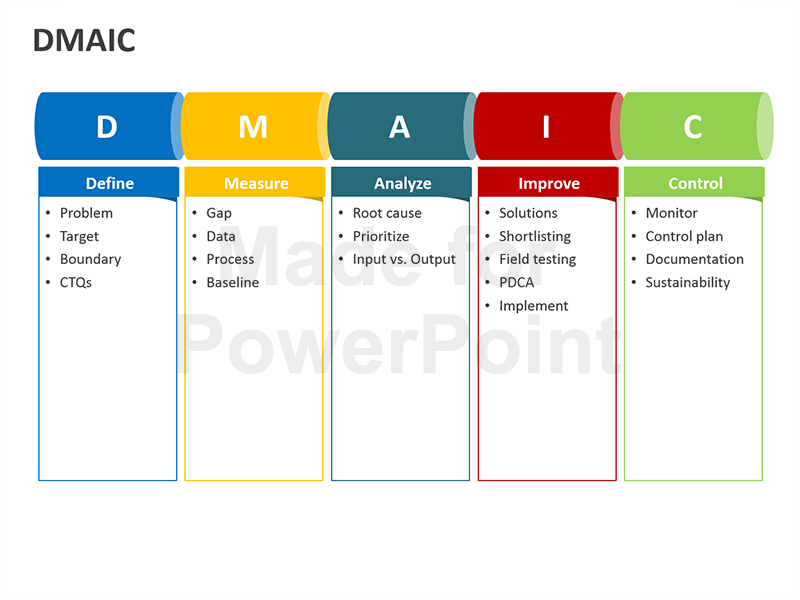 DMAIC
D
M
A
I
C
Define
• Problem
• Target
• Boundary
• CTQs
Measure
• Gap
• Data
• Process
• Baseline
Analyze
• Root cause
• Prioritize
• Input vs. Output
Improve
• Solutions
• Shortlisting
• Field testing
• PDCA
• Implement
Control
• Monitor
• Control plan
• Documentation
• Sustainability
Made for
PowerPoint